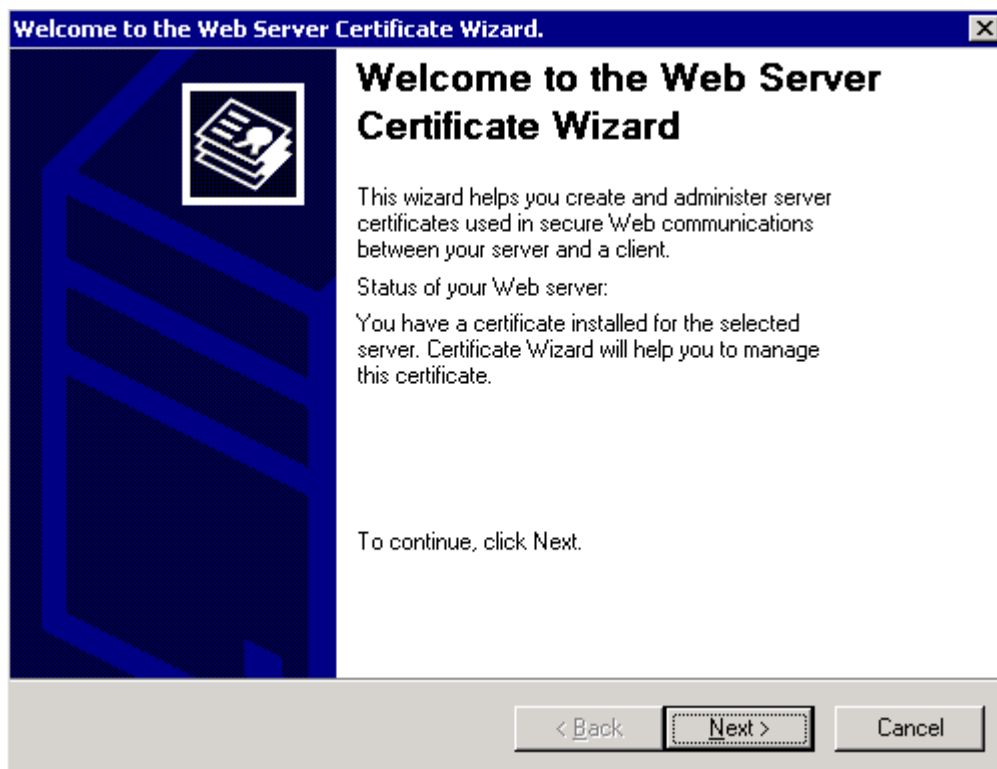 Welcome to the Web Server Certificate Wizard.
Welcome to the Web Server
Certificate Wizard
This wizard helps you create and administer server
certificates used in secure Web communications
between your server and a client.
Status of your Web server:
You have a certificate installed for the selected
server. Certificate Wizard will help you to manage
this certificate.
To continue, click Next.
< Back
Next >
Cancel